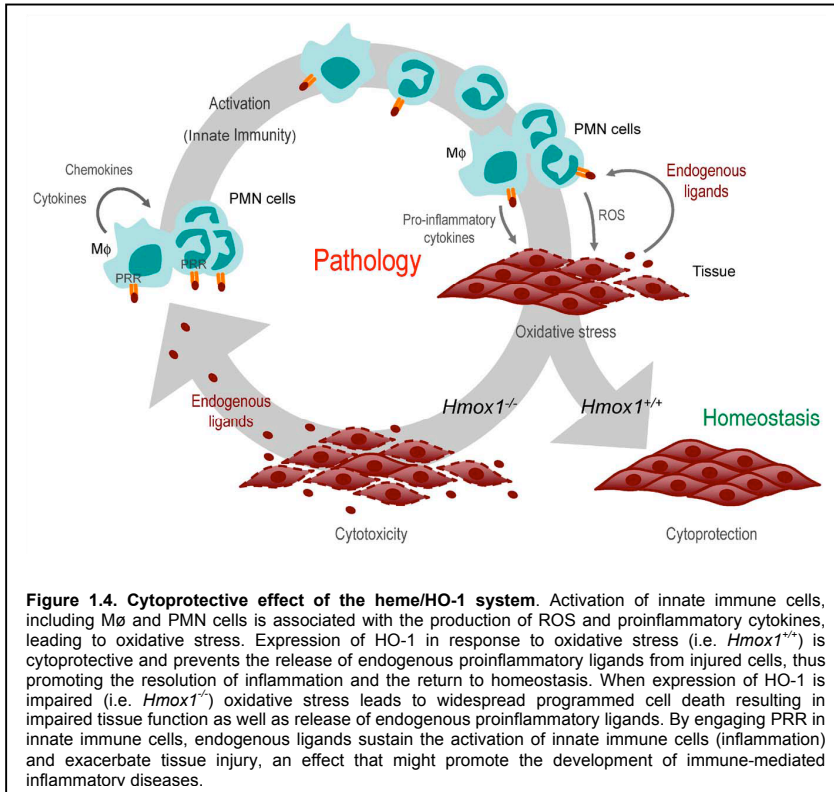 Activation
(Innate Immunity)
Chemokines
Cytokines
PMN cells
Mϕ
PRR
PRR
PMN cells
Mϕ
Endogenous
ligands
Pro-inflammatory
cytokines
ROS
Pathology
Tissue
Oxidative stress
Endogenous
ligands
Hmox1-/-
Hmox1+/+
Homeostasis
Cytotoxicity
Cytoprotection
Figure 1.4. Cytoprotective effect of the heme/HO-1 system. Activation of innate immune cells,
including Mø and PMN cells is associated with the production of ROS and proinflammatory cytokines,
leading to oxidative stress. Expression of HO-1 in response to oxidative stress (i.e. Hmox1+/+) is
cytoprotective and prevents the release of endogenous proinflammatory ligands from injured cells, thus
promoting the resolution of inflammation and the return to homeostasis. When expression of HO-1 is
impaired (i.e. Hmox1-/-) oxidative stress leads to widespread programmed cell death resulting in
impaired tissue function as well as release of endogenous proinflammatory ligands. By engaging PRR in
innate immune cells, endogenous ligands sustain the activation of innate immune cells (inflammation)
and exacerbate tissue injury, an effect that might promote the development of immune-mediated
inflammatory diseases.